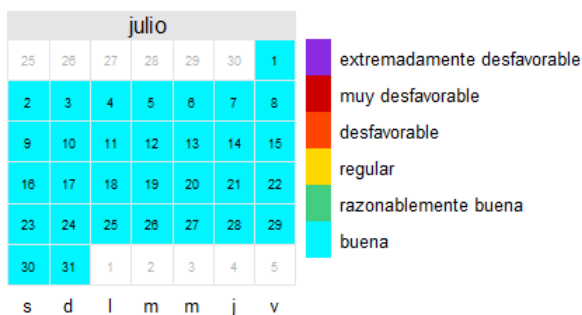 julio
25 26 27 28 29 30 1
2 3 4 5 6 7 8
9 10 11 12 13 14 15
16 17 18 19 20 21 22
23 24 25 26 27 28 29
30 31 1 2 3 4 5
s d l m m j v
extremadamente desfavorable
muy desfavorable
desfavorable
regular
razonablemente buena
buena